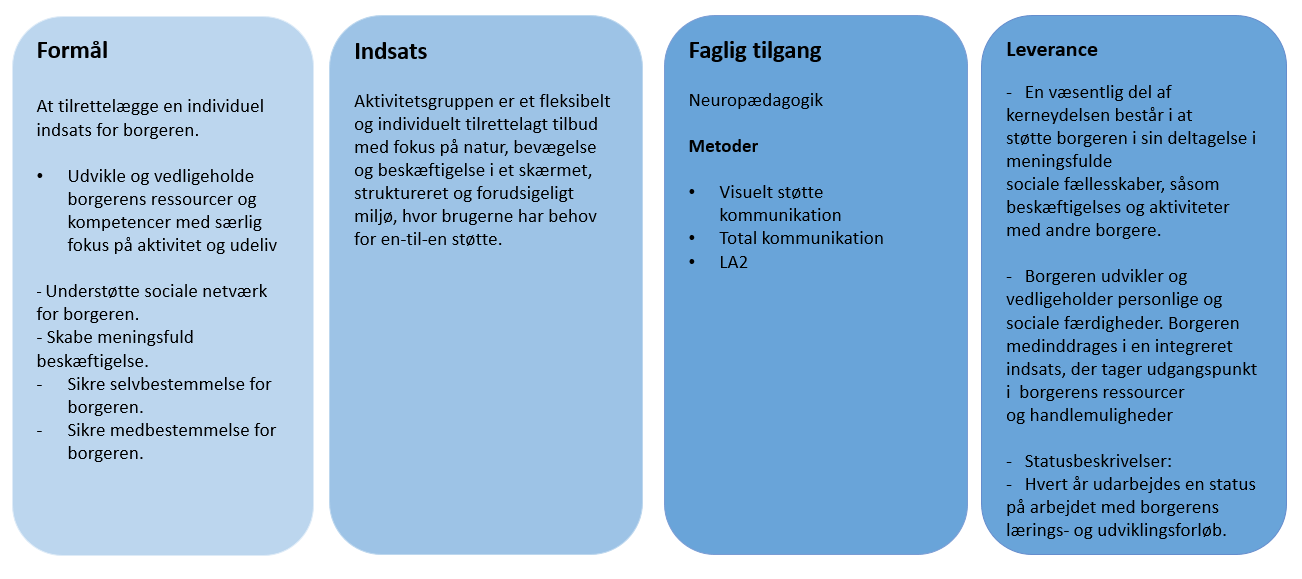 Formål
At tilrettelægge en individuel
indsats for borgeren.
• Udvikle og vedligeholde
borgerens ressourcer og
kompetencer med særlig
fokus på aktivitet og udeliv
- Understøtte sociale netværk
for borgeren.
- Skabe meningsfuld
beskæftigelse.
- Sikre selvbestemmelse for
borgeren.
- Sikre medbestemmelse for
borgeren.
Indsats
Aktivitetsgruppen er et fleksibelt
og individuelt tilrettelagt tilbud
med fokus på natur, bevægelse
og beskæftigelse i et skærmet,
struktureret og forudsigeligt
miljø, hvor brugerne har behov
for en-til-en støtte.
Faglig tilgang
Neuropædagogik
Metoder
• Visuelt støtte
kommunikation
• Total kommunikation
• LA2
Leverance
- En væsentlig del af
kerneydelsen består i at
støtte borgeren i sin deltagelse i
meningsfulde
sociale fællesskaber, såsom
beskæftigelses og aktiviteter
med andre borgere.
- Borgeren udvikler og
vedligeholder personlige og
sociale færdigheder. Borgeren
medinddrages i en integreret
indsats, der tager udgangspunkt
i borgerens ressourcer
og handlemuligheder
- Statusbeskrivelser:
- Hvert år udarbejdes en status
på arbejdet med borgerens
lærings- og udviklingsforløb.